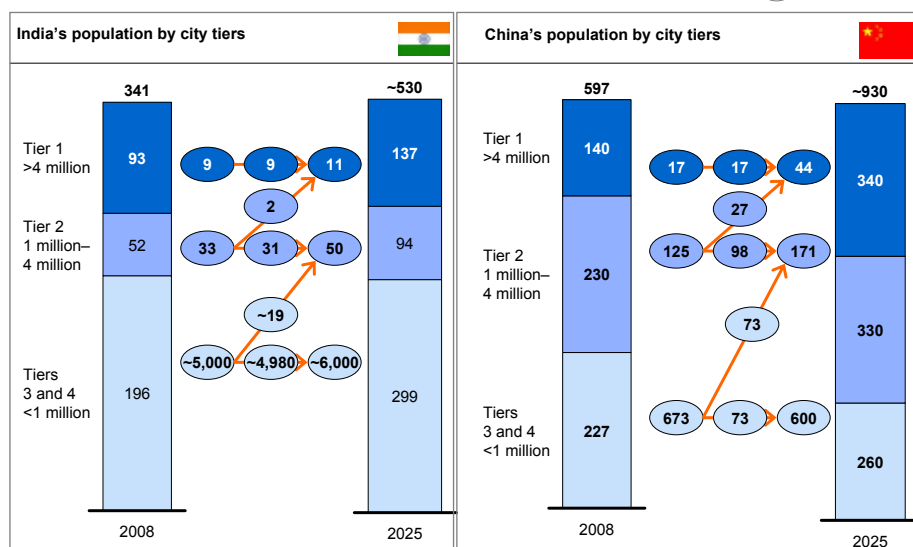 India's population by city tiers
341
~530
Tier 1
>4 million
93
9
9
11
137
2
Tier 2
1 million–
4 million
52
33
31
50
94
~19
~5,000
~4,980
~6,000
Tiers
3 and 4
<1 million
196
299
2008
2025
China's population by city tiers
597
~930
Tier 1
>4 million
140
17
17
44
340
27
Tier 2
1 million–
4 million
230
125
98
171
330
73
Tiers
3 and 4
<1 million
227
673
73
600
260
2008
2025